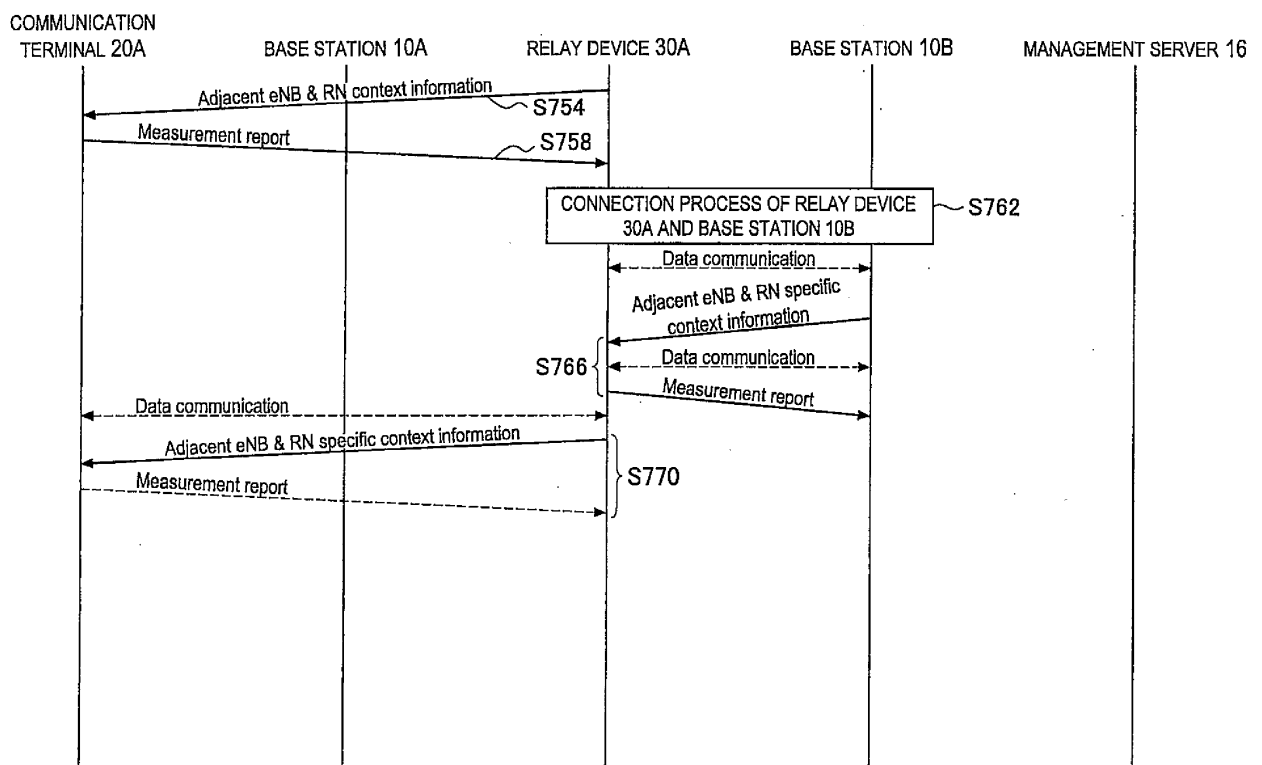 COMMUNICATION
TERMINAL 20A
BASE STATION 10A
RELAY DEVICE 30A
BASE STATION 10B
MANAGEMENT SERVER 16
Adjacent eNB & RN context information
S754
Measurement report
S758
CONNECTION PROCESS OF RELAY DEVICE
30A AND BASE STATION 10B
S762
Data communication
Adjacent eNB & RN specific
context information
S766
Data communication
Measurement report
Data communication
Adjacent eNB & RN specific context information
S770
Measurement report